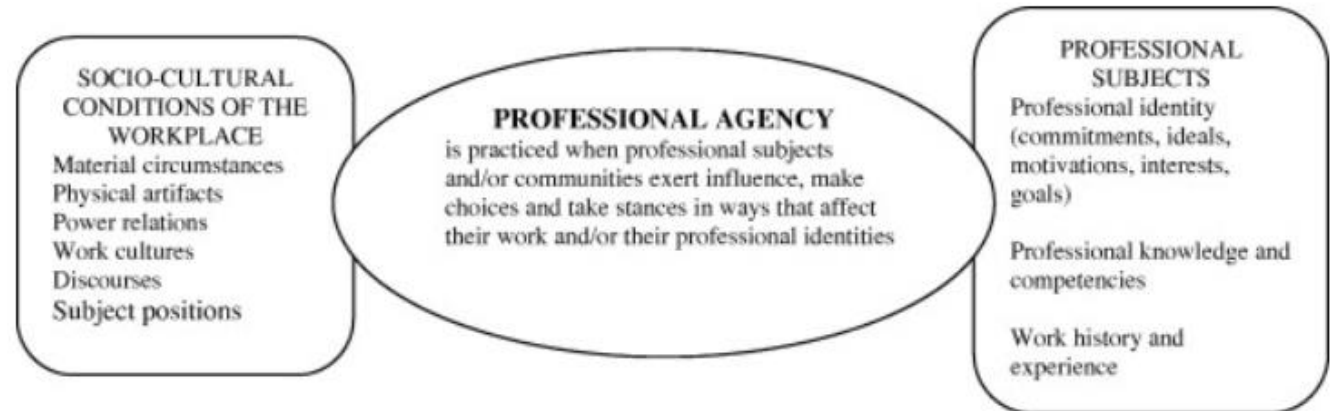 SOCIO-CULTURAL
CONDITIONS OF THE
WORKPLACE
Material circumstances
Physical artifacts
Power relations
Work cultures
Discourses
Subject positions
PROFESSIONAL AGENCY
is practiced when professional subjects
and/or communities exert influence, make
choices and take stances in ways that affect
their work and/or their professional identities
PROFESSIONAL
SUBJECTS
Professional identity
(commitments, ideals,
motivations, interests,
goals)
Professional knowledge and
competencies
Work history and
experience